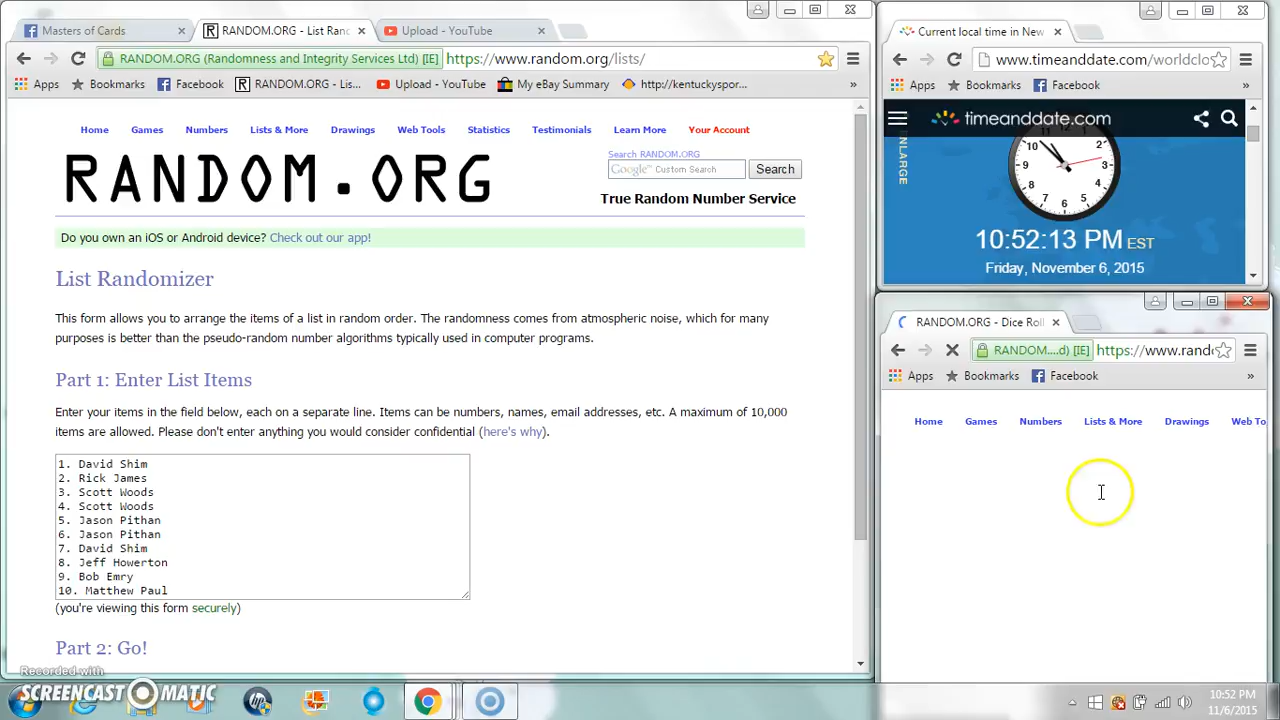 Masters of Cards
RANDOM.ORG - List Ran
Upload - YouTube
RANDOM.ORG (Randomness and Integrity Services Ltd) [IE] https://www.random.org/lists/
Apps Bookmarks Facebook RANDOM.ORG - Lis... Upload - YouTube My eBay Summary http://kentuckyspor... »
Home Games Numbers Lists & More Drawings Web Tools Statistics Testimonials Learn More Your Account
RANDOM.ORG
Search RANDOM.ORG
Google™ Custom Search Search
True Random Number Service
Do you own an iOS or Android device? Check out our app!
List Randomizer
This form allows you to arrange the items of a list in random order. The randomness comes from atmospheric noise, which for many
purposes is better than the pseudo-random number algorithms typically used in computer programs.
Part 1: Enter List Items
Enter your items in the field below, each on a separate line. Items can be numbers, names, email addresses, etc. A maximum of 10,000
items are allowed. Please don't enter anything you would consider confidential (here's why).
1. David Shim
2. Rick James
3. Scott Woods
4. Scott Woods
5. Jason Pithan
6. Jason Pithan
7. David Shim
8. Jeff Howerton
9. Bob Emry
10. Matthew Paul
(you're viewing this form securely)
Part 2: Go!
Current local time in New
www.timeanddate.com/worldclo
Apps Bookmarks Facebook
timeanddate.com
ENLARGE
10:52:13 PM EST
Friday, November 6, 2015
RANDOM.ORG - Dice Roll
RANDOM....d) [IE] https://www.rand
Apps Bookmarks Facebook »
Home Games Numbers Lists & More Drawings Web To
Recorded with
SCREENCAST-O-MATIC
10:52 PM
11/6/2015